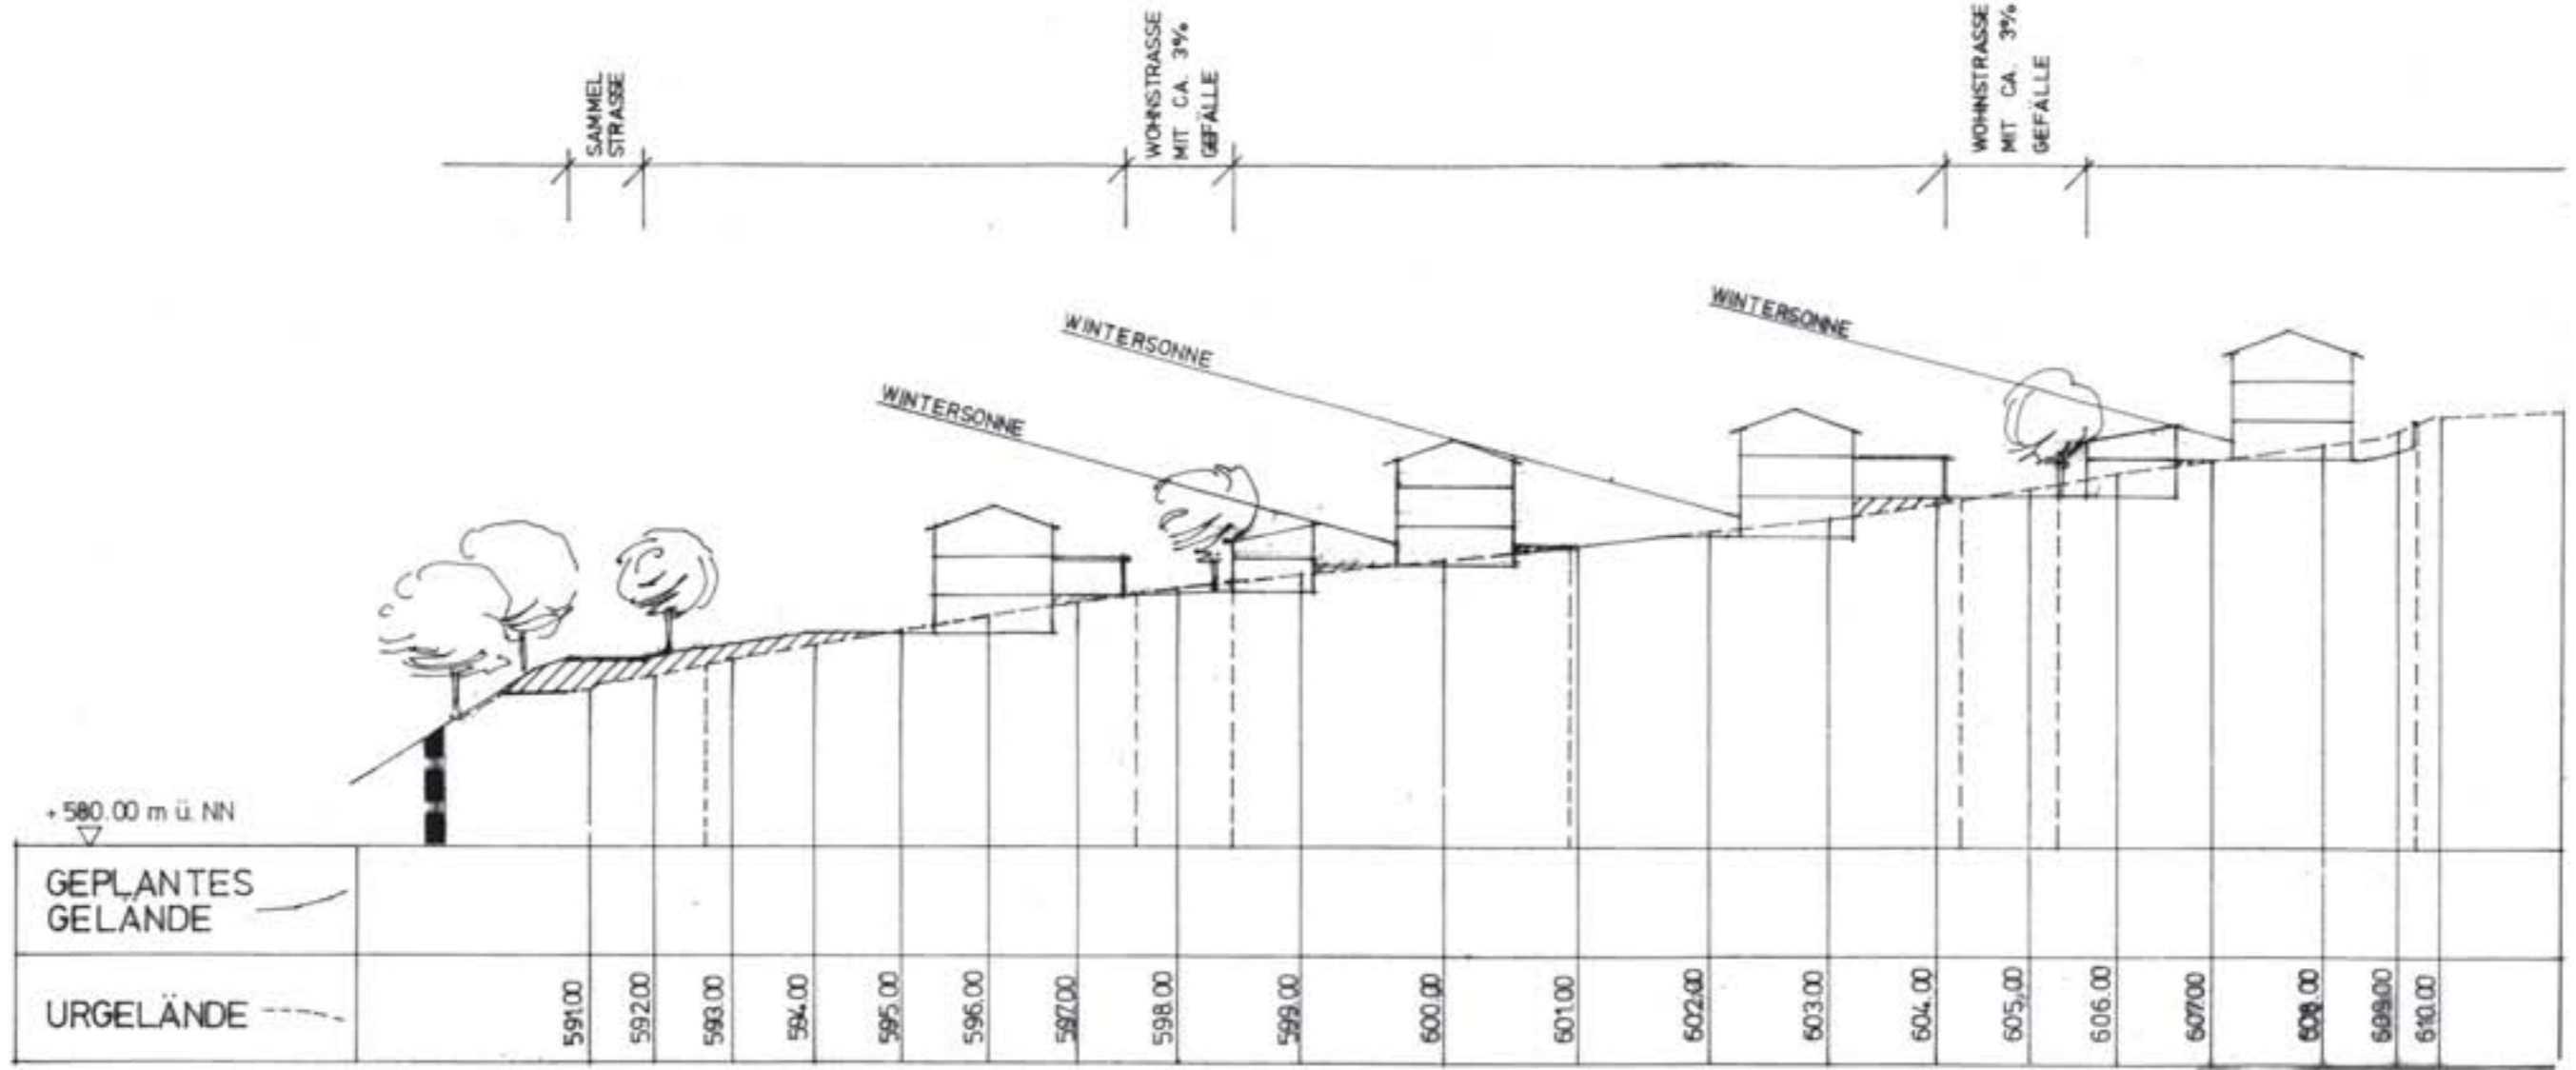 SAMMEL
STRASSE
WOHNSTRASSE
MIT CA. 3%
GEFÄLLE
WOHNSTRASSE
MIT CA. 3%
GEFÄLLE
WINTERSONNE
WINTERSONNE
WINTERSONNE
+580.00 m ü. NN
GEPLANTES
GELÄNDE
URGELÄNDE
591.00
592.00
593.00
594.00
595.00
596.00
597.00
598.00
599.00
600.00
601.00
602.00
603.00
604.00
605,00
606.00
607.00
608.00
609.00
610.00